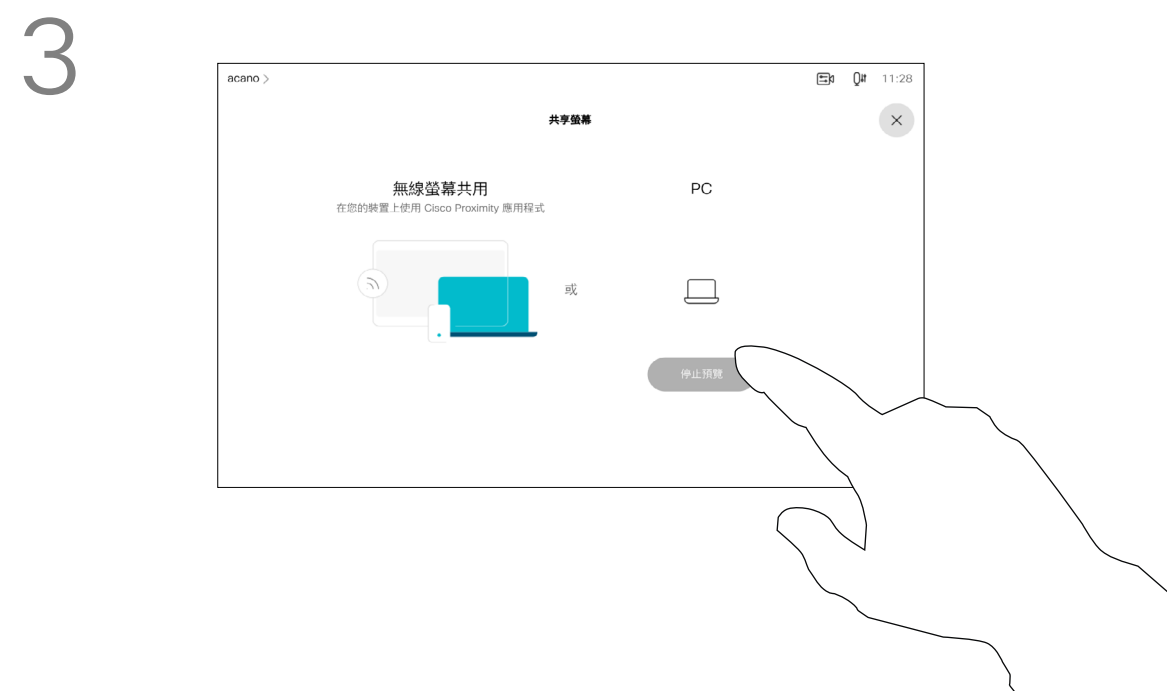 3
acano >
11:28
共享螢幕
無線螢幕共用
在您的裝置上使用 Cisco Proximity 應用程式
PC
或
停止預覽